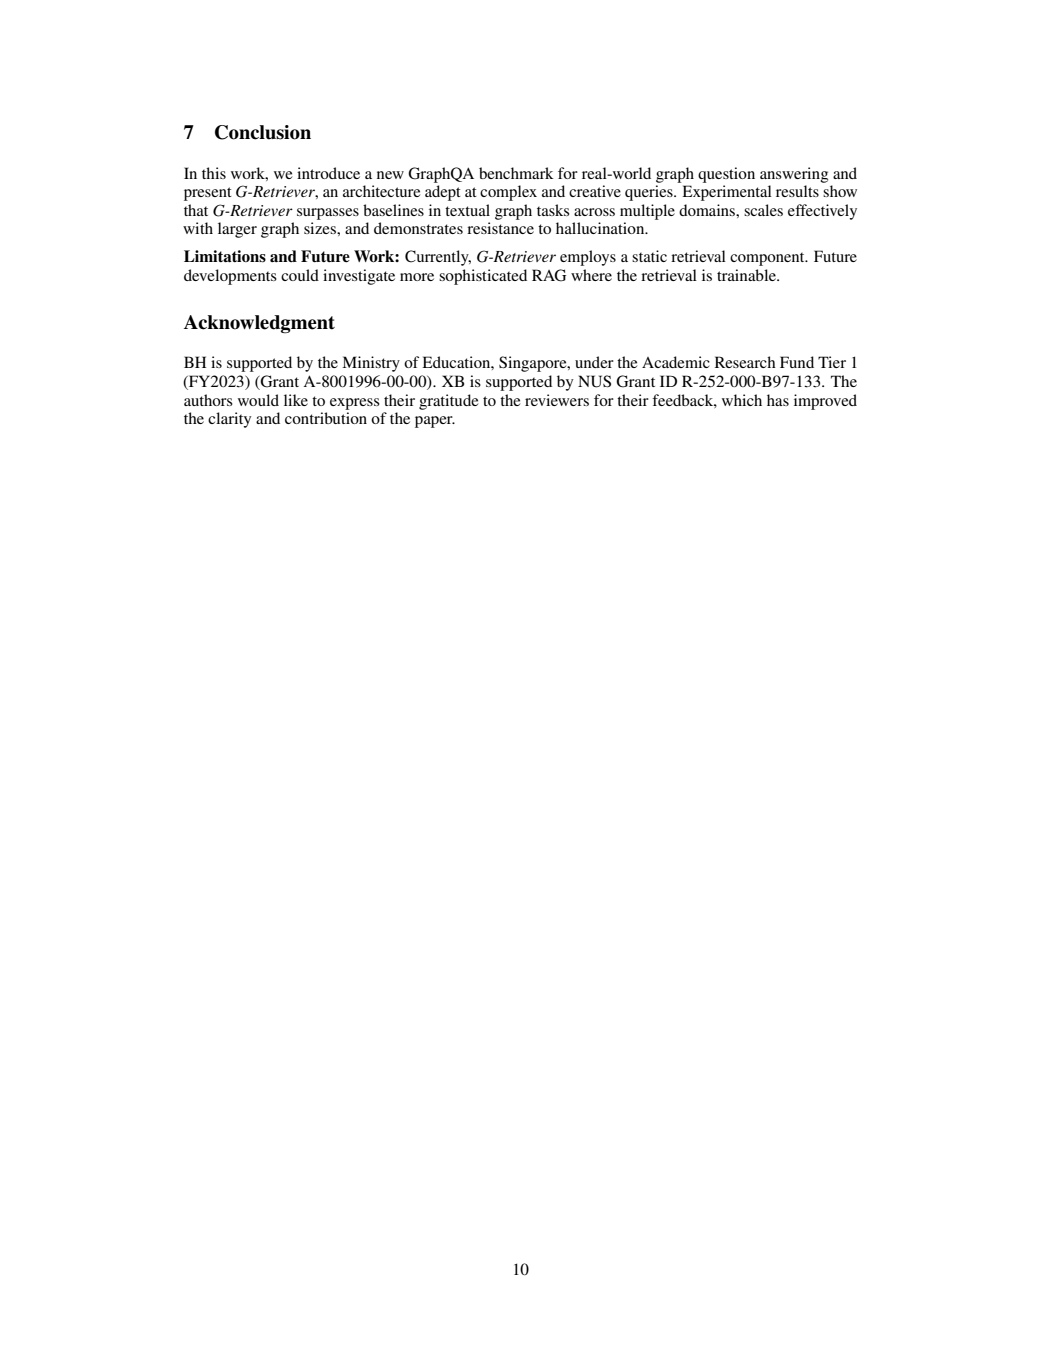 7 Conclusion
In this work, we introduce a new GraphQA benchmark for real-world graph question answering and
present G-Retriever, an architecture adept at complex and creative queries. Experimental results show
that G-Retriever surpasses baselines in textual graph tasks across multiple domains, scales effectively
with larger graph sizes, and demonstrates resistance to hallucination.
Limitations and Future Work: Currently, G-Retriever employs a static retrieval component. Future
developments could investigate more sophisticated RAG where the retrieval is trainable.
Acknowledgment
BH is supported by the Ministry of Education, Singapore, under the Academic Research Fund Tier 1
(FY2023) (Grant A-8001996-00-00). XB is supported by NUS Grant ID R-252-000-B97-133. The
authors would like to express their gratitude to the reviewers for their feedback, which has improved
the clarity and contribution of the paper.
10